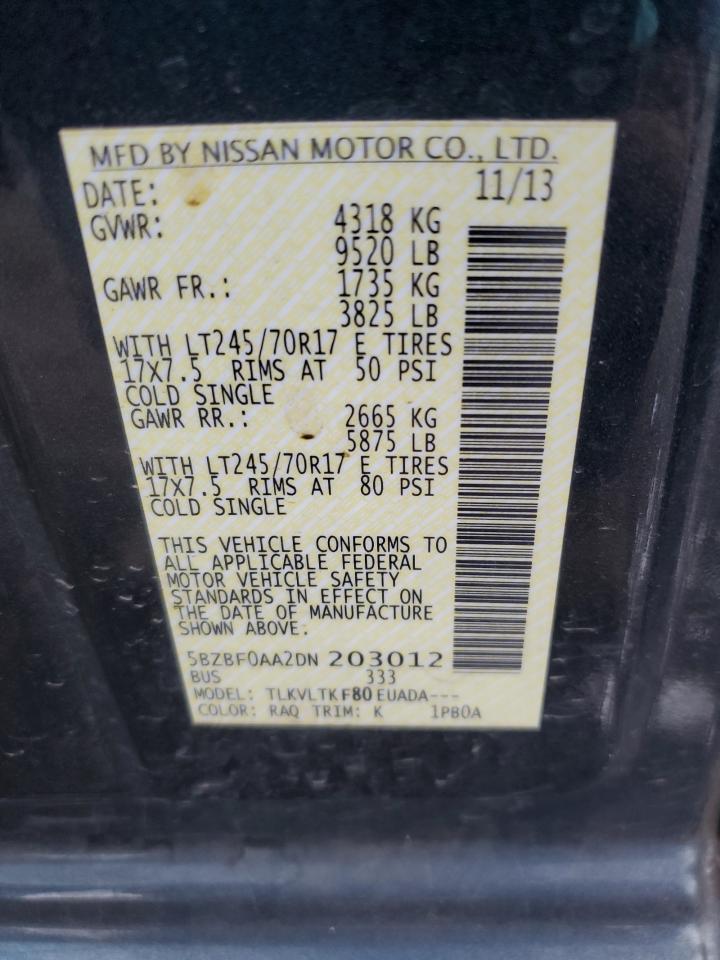 MFD BY NISSAN MOTOR CO., LTD.
DATE: 11/13
GVWR: 4318 KG
9520 LB
GAWR FR.: 1735 KG
3825 LB
WITH LT245/70R17 E TIRES
17X7.5 RIMS AT 50 PSI
COLD SINGLE
GAWR RR.: 2665 KG
5875 LB
WITH LT245/70R17 E TIRES
17X7.5 RIMS AT 80 PSI
COLD SINGLE
THIS VEHICLE CONFORMS TO
ALL APPLICABLE FEDERAL
MOTOR VEHICLE SAFETY
STANDARDS IN EFFECT ON
THE DATE OF MANUFACTURE
SHOWN ABOVE.
5BZBF0AA2DN 203012
BUS 333
MODEL: TLKVLTK F80 EUADA---
COLOR: RAQ TRIM: K 1PB0A